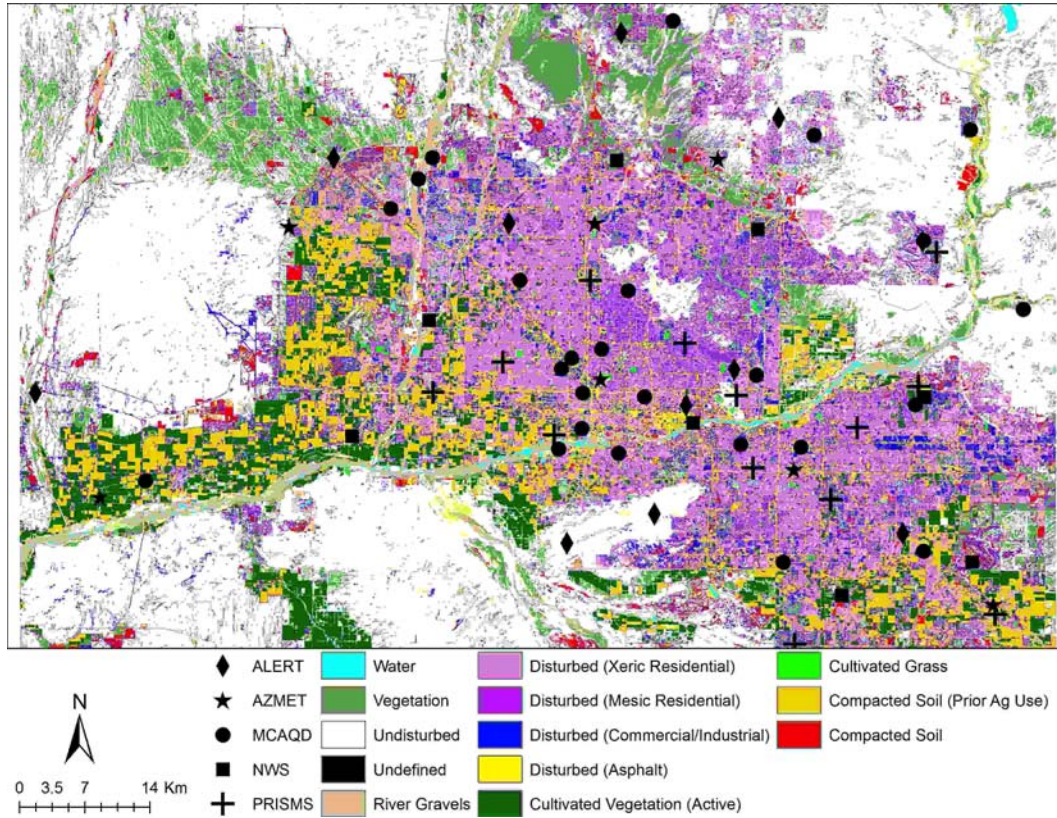 ALERT Water Disturbed (Xeric Residential) Cultivated Grass
N AZMET Vegetation Disturbed (Mesic Residential) Compacted Soil (Prior Ag Use)
MCAQD Undisturbed Disturbed (Commercial/Industrial) Compacted Soil
NWS Undefined Disturbed (Asphalt)
0 3.5 7 14 Km PRISMS River Gravels Cultivated Vegetation (Active)